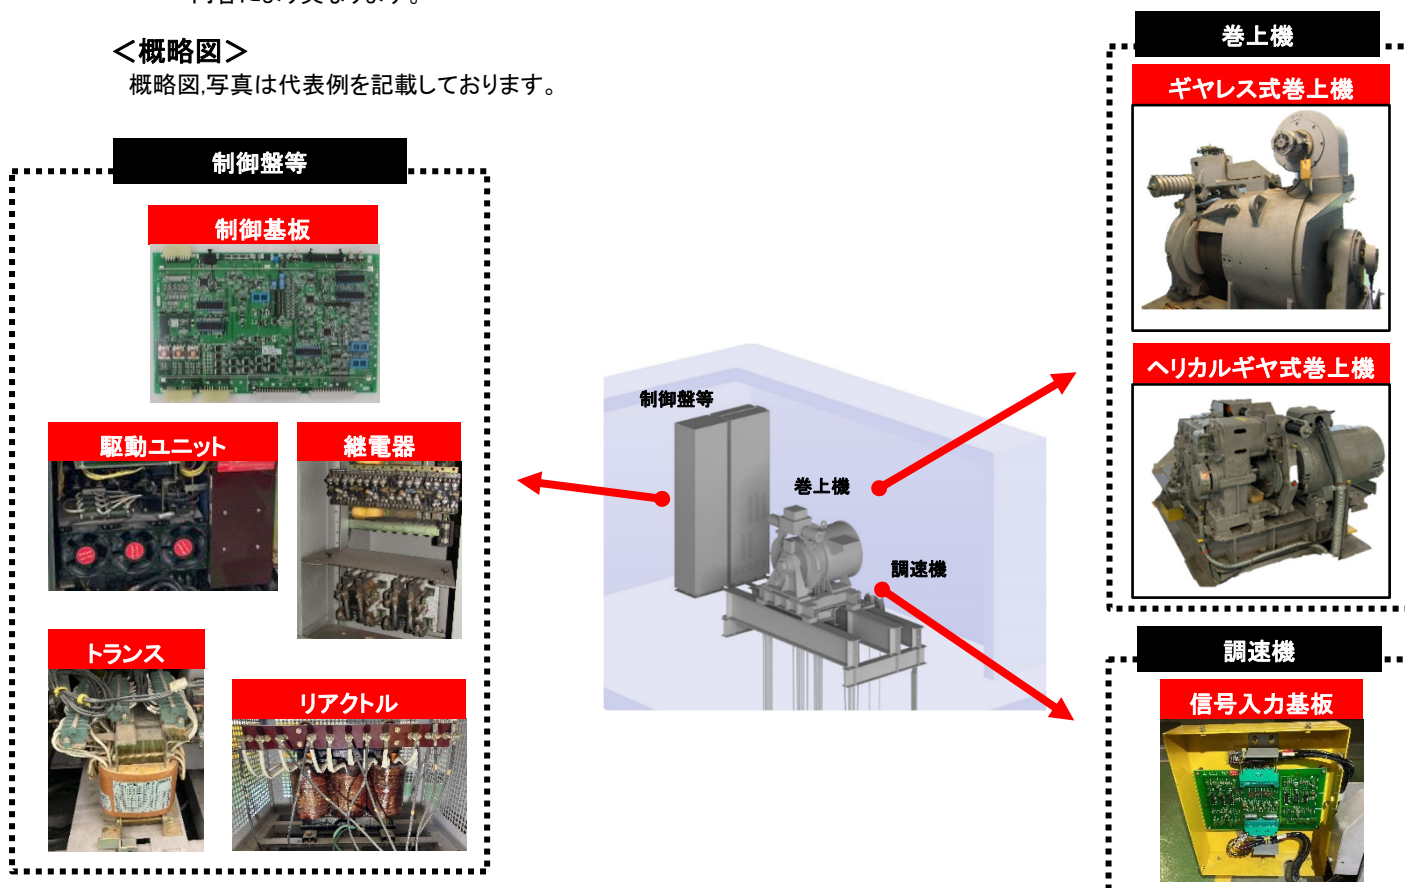 ＜概略図＞
概略図,写真は代表例を記載しております。
制御盤等
制御基板
駆動ユニット
継電器
トランス
リアクトル
制御盤等
巻上機
調速機
巻上機
ギヤレス式巻上機
ヘリカルギヤ式巻上機
調速機
信号入力基板